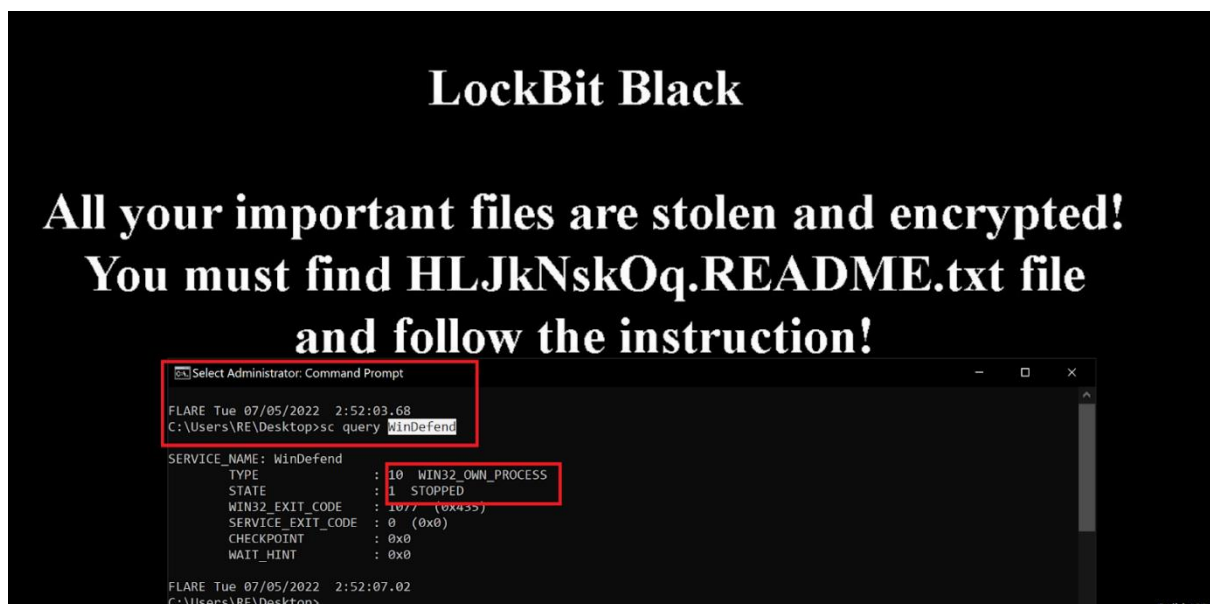 LockBit Black
All your important files are stolen and encrypted!
You must find HLJkNskOq.README.txt file
and follow the instruction!
Select Administrator: Command Prompt
FLARE Tue 07/05/2022  2:52:03.68
C:\Users\RE\Desktop>sc query WinDefend
SERVICE_NAME: WinDefend
TYPE : 10 WIN32_OWN_PROCESS
STATE : 1 STOPPED
WIN32_EXIT_CODE : 1077 (0x435)
SERVICE_EXIT_CODE : 0 (0x0)
CHECKPOINT : 0x0
WAIT_HINT : 0x0
FLARE Tue 07/05/2022  2:52:07.02
C:\Users\RE\Desktop>